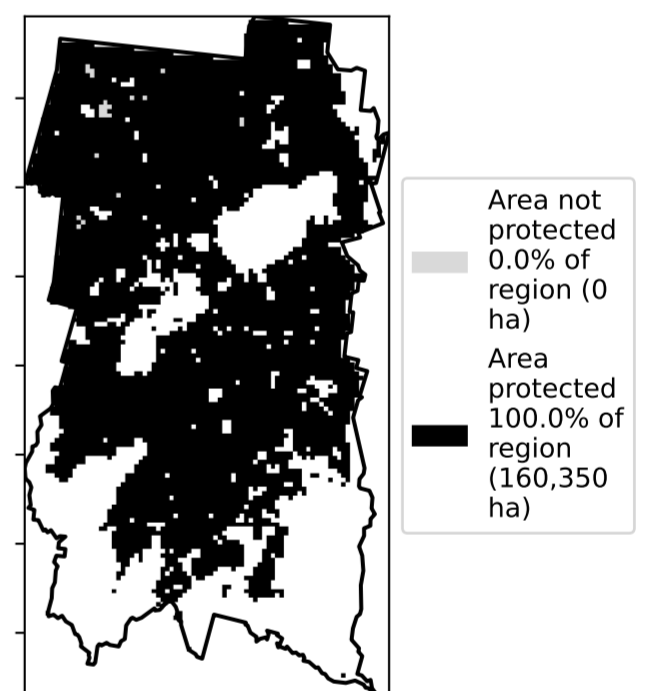 Area not
protected
0.0% of
region (0
ha)
Area
protected
100.0% of
region
(160,350
ha)